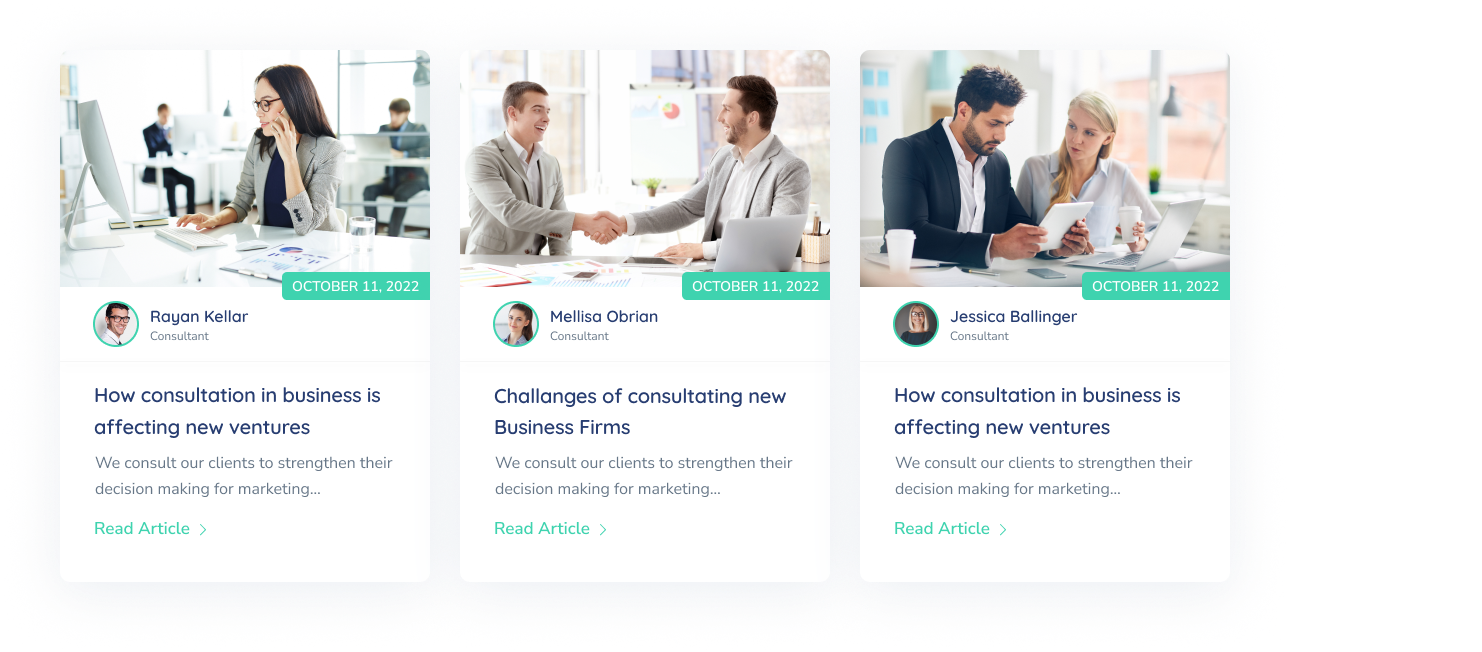 OCTOBER 11, 2022
Rayan Kellar
Consultant
How consultation in business is
affecting new ventures
We consult our clients to strengthen their
decision making for marketing...
Read Article
OCTOBER 11, 2022
Mellisa Obrian
Consultant
Challanges of consultating new
Business Firms
We consult our clients to strengthen their
decision making for marketing...
Read Article
OCTOBER 11, 2022
Jessica Ballinger
Consultant
How consultation in business is
affecting new ventures
We consult our clients to strengthen their
decision making for marketing...
Read Article